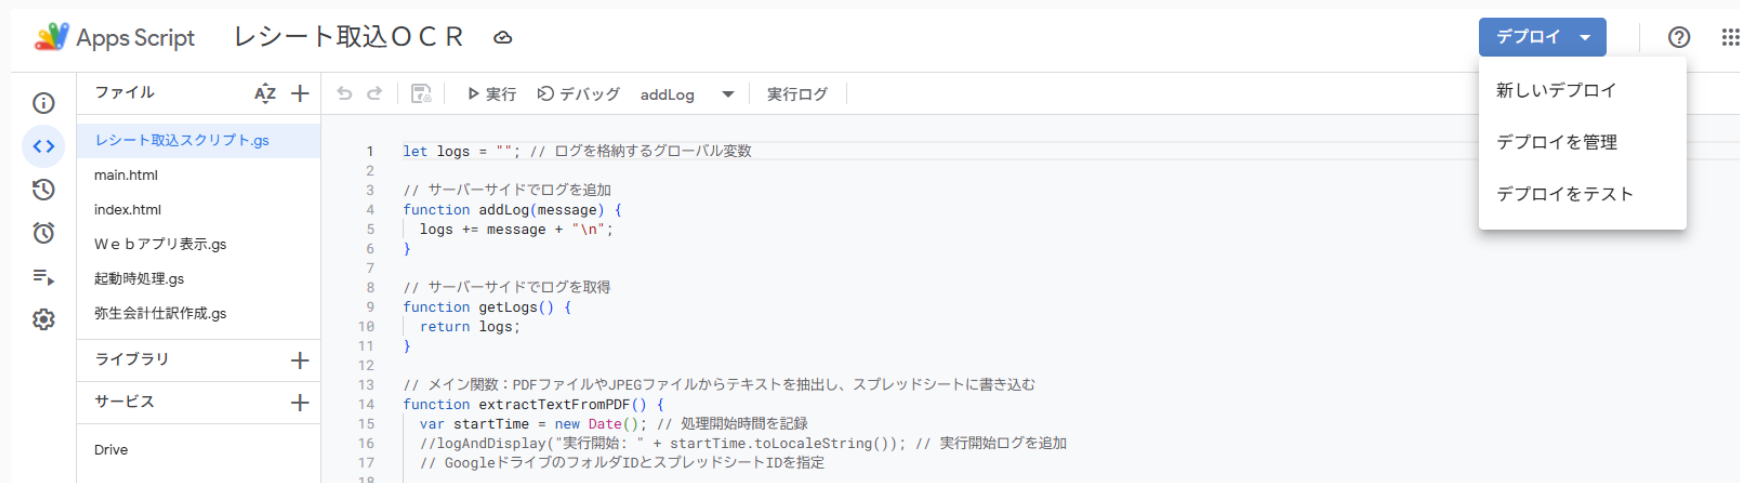 Apps Script レシート取込ＯＣＲ デプロイ
新しいデプロイ
デプロイを管理
デプロイをテスト
ファイル
実行 デバッグ addLog 実行ログ
レシート取込スクリプト.gs
main.html
index.html
Ｗｅｂアプリ表示.gs
起動時処理.gs
弥生会計仕訳作成.gs
ライブラリ
サービス
Drive
1 let logs = ""; // ログを格納するグローバル変数
2
3 // サーバーサイドでログを追加
4 function addLog(message) {
5 logs += message + "\n";
6 }
7
8 // サーバーサイドでログを取得
9 function getLogs() {
10 return logs;
11 }
12
13 // メイン関数：PDFファイルやJPEGファイルからテキストを抽出し、スプレッドシートに書き込む
14 function extractTextFromPDF() {
15 var startTime = new Date(); // 処理開始時間を記録
16 //logAndDisplay("実行開始: " + startTime.toLocaleString()); // 実行開始ログを追加
17 // GoogleドライブのフォルダIDとスプレッドシートIDを指定
18